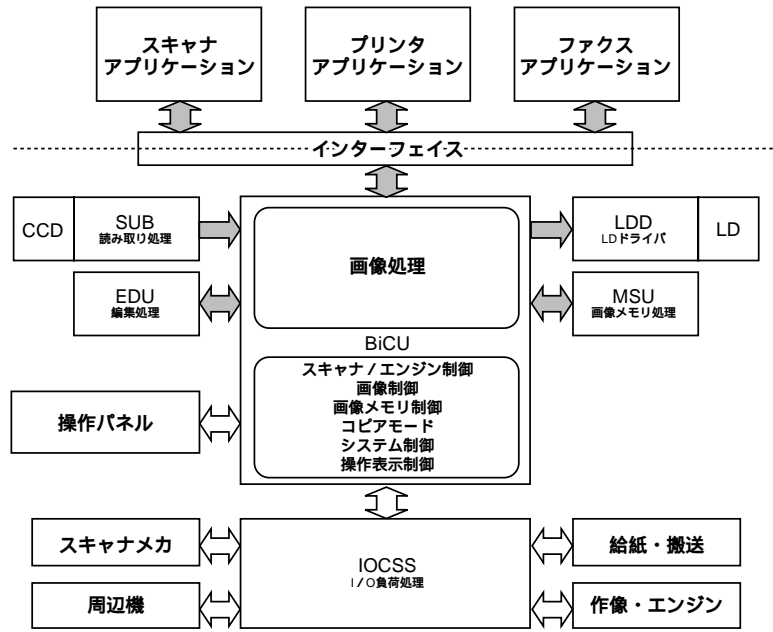 スキャナ
アプリケーション
プリンタ
アプリケーション
ファクス
アプリケーション
インターフェイス
CCD
SUB
読み取り処理
画像処理
LDD
LDドライバ
LD
EDU
編集処理
MSU
画像メモリ処理
BiCU
スキャナ/エンジン制御
画像制御
画像メモリ制御
コピアモード
システム制御
操作表示制御
操作パネル
スキャナメカ
IOCSS
I/O負荷処理
給紙・搬送
周辺機
作像・エンジン